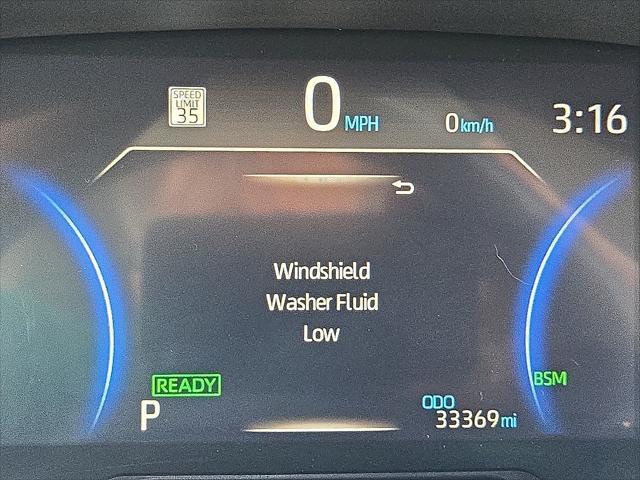 SPEED
LIMIT
35
0 MPH
0 km/h
3:16
Windshield
Washer Fluid
Low
READY
BSM
P
ODO
33369 mi